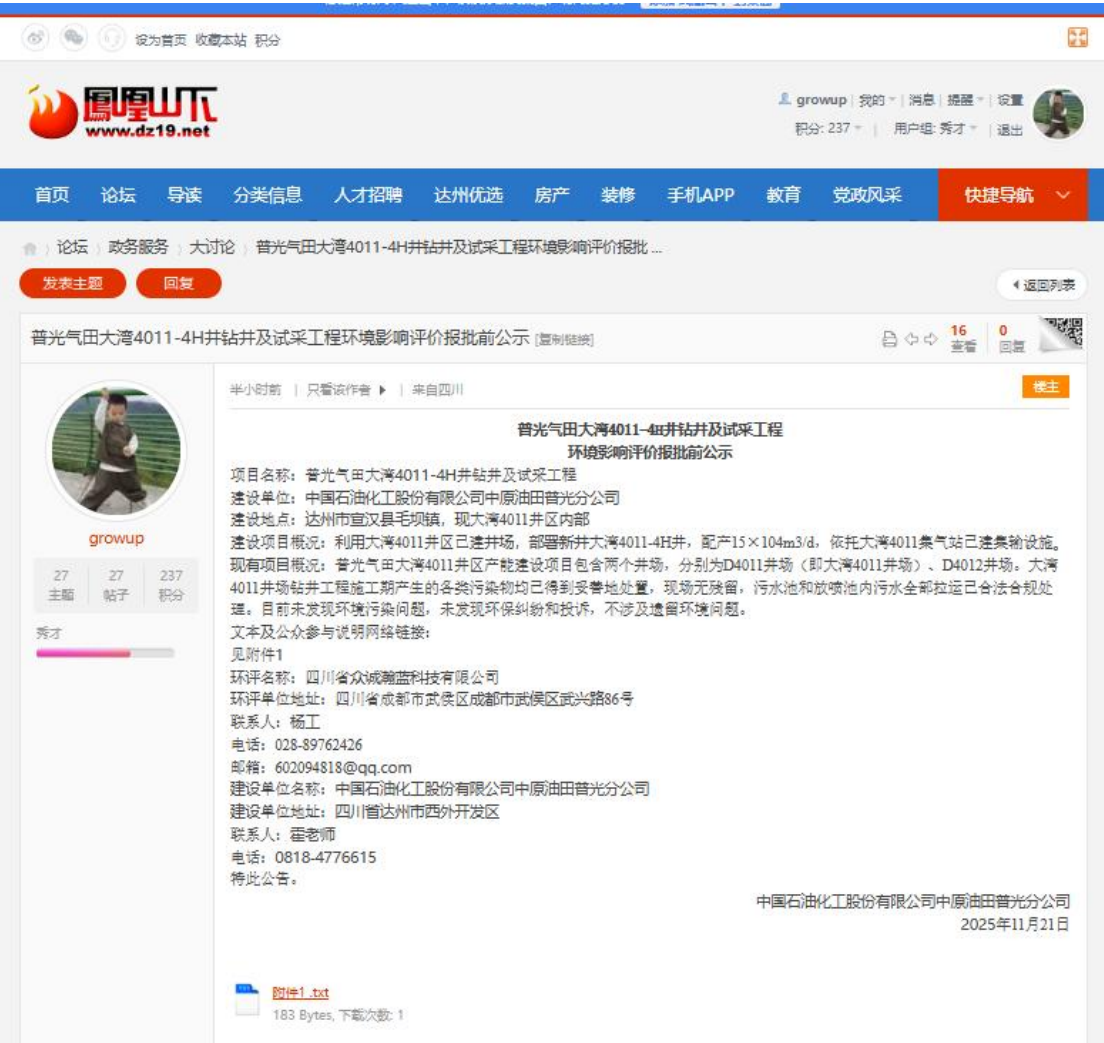 设为首页 收藏本站 积分
鳳凰山下
www.dz19.net
growup | 我的 | 消息 | 提醒 | 设置
积分: 237 | 用户组: 秀才 | 退出
首页 论坛 导读 分类信息 人才招聘 达州优选 房产 装修 手机APP 教育 党政风采 快捷导航
论坛 › 政务服务 › 大讨论 › 普光气田大湾4011-4H井钻井及试采工程环境影响评价报批 ...
发表主题 回复 返回列表
普光气田大湾4011-4H井钻井及试采工程环境影响评价报批前公示 [复制链接]
16 查看 0 回复
半小时前 | 只看该作者 | 来自四川 楼主
growup
27 主题 27 帖子 237 积分
秀才
普光气田大湾4011-4H井钻井及试采工程
环境影响评价报批前公示
项目名称：普光气田大湾4011-4H井钻井及试采工程
建设单位：中国石油化工股份有限公司中原油田普光分公司
建设地点：达州市宣汉县毛坝镇，现大湾4011井区内部
建设项目概况：利用大湾4011井区已建井场，部署新井大湾4011-4H井，配产15×104m3/d，依托大湾4011集气站已建集输设施。
现有项目概况：普光气田大湾4011井区产能建设项目包含两个井场，分别为D4011井场（即大湾4011井场）、D4012井场。大湾
4011井场钻井工程施工期产生的各类污染物均已得到妥善地处置，现场无残留，污水池和放喷池内污水全部拉运已合法合规处
理。目前未发现环境污染问题，未发现环保纠纷和投诉，不涉及遗留环境问题。
文本及公众参与说明网络链接：
见附件1
环评名称：四川省众诚瀚蓝科技有限公司
环评单位地址：四川省成都市武侯区成都市武侯区武兴路86号
联系人：杨工
电话：028-89762426
邮箱：602094818@qq.com
建设单位名称：中国石油化工股份有限公司中原油田普光分公司
建设单位地址：四川省达州市西外开发区
联系人：霍老师
电话：0818-4776615
特此公告。
中国石油化工股份有限公司中原油田普光分公司
2025年11月21日
附件1 .txt
183 Bytes, 下载次数: 1